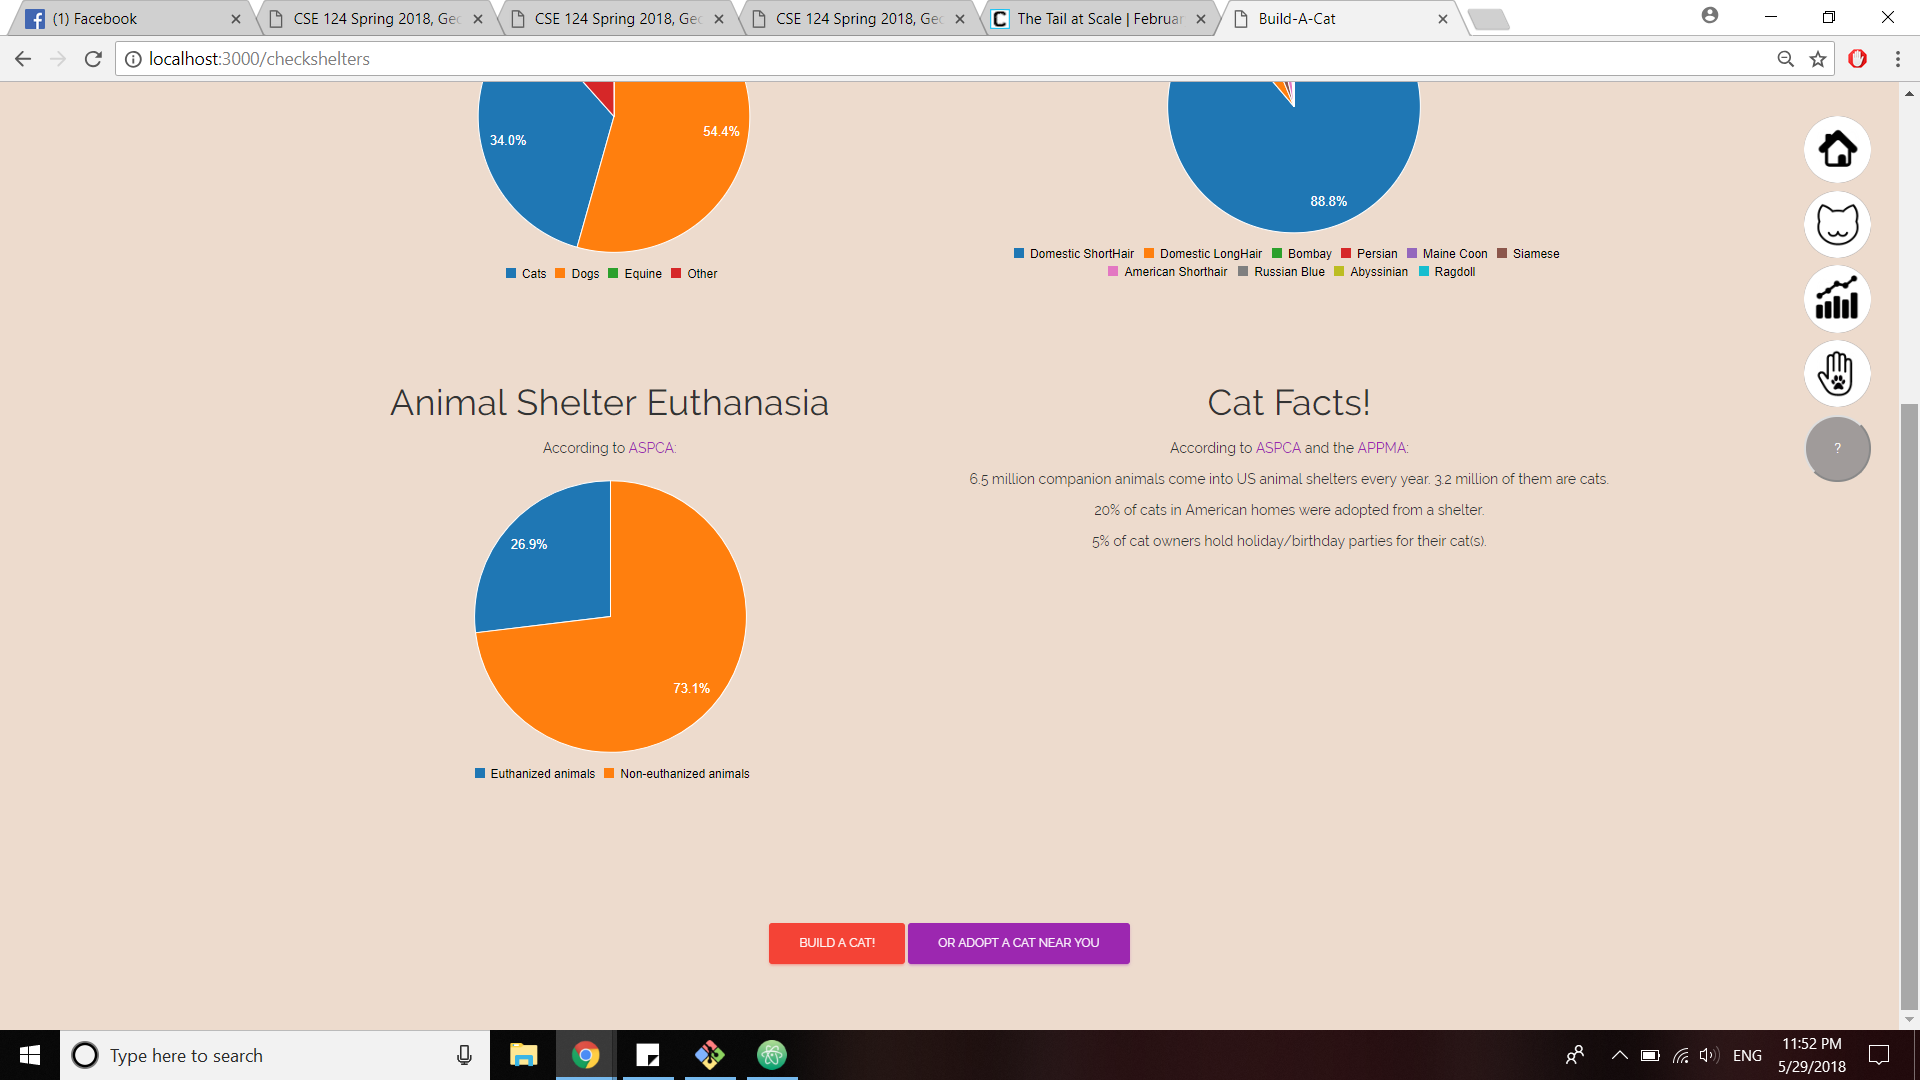 (1) Facebook
CSE 124 Spring 2018, Geo
CSE 124 Spring 2018, Geo
CSE 124 Spring 2018, Geo
C The Tail at Scale | Februar
Build-A-Cat
localhost:3000/checkshelters
34.0%
54.4%
88.8%
Cats Dogs Equine Other
Domestic ShortHair Domestic LongHair Bombay Persian Maine Coon Siamese
American Shorthair Russian Blue Abyssinian Ragdoll
Animal Shelter Euthanasia
According to ASPCA:
26.9%
73.1%
Euthanized animals Non-euthanized animals
Cat Facts!
According to ASPCA and the APPMA:
6.5 million companion animals come into US animal shelters every year. 3.2 million of them are cats.
20% of cats in American homes were adopted from a shelter.
5% of cat owners hold holiday/birthday parties for their cat(s).
?
BUILD A CAT!
OR ADOPT A CAT NEAR YOU
Type here to search
ENG
11:52 PM
5/29/2018